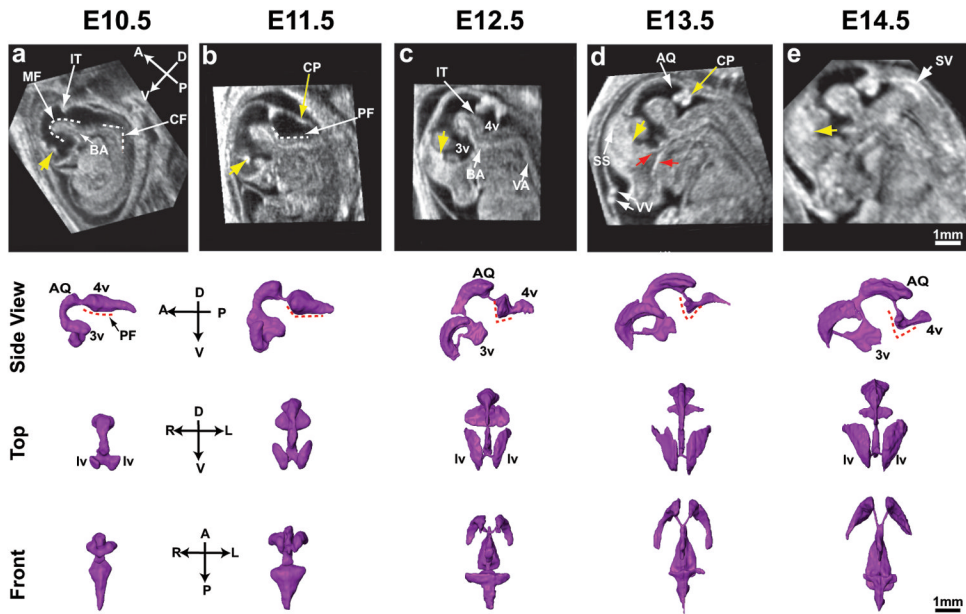 E10.5 E11.5 E12.5 E13.5 E14.5
a IT A D P V MF CF BA
b CP PF
c IT 4v 3v BA VA
d AQ CP SS VV
e SV 1mm
Side View
AQ 4v 3v PF
D A P V
AQ 4v 3v
AQ 4v 3v
Top
lv lv
D R L V
lv lv
lv lv
Front
A R L P
1mm